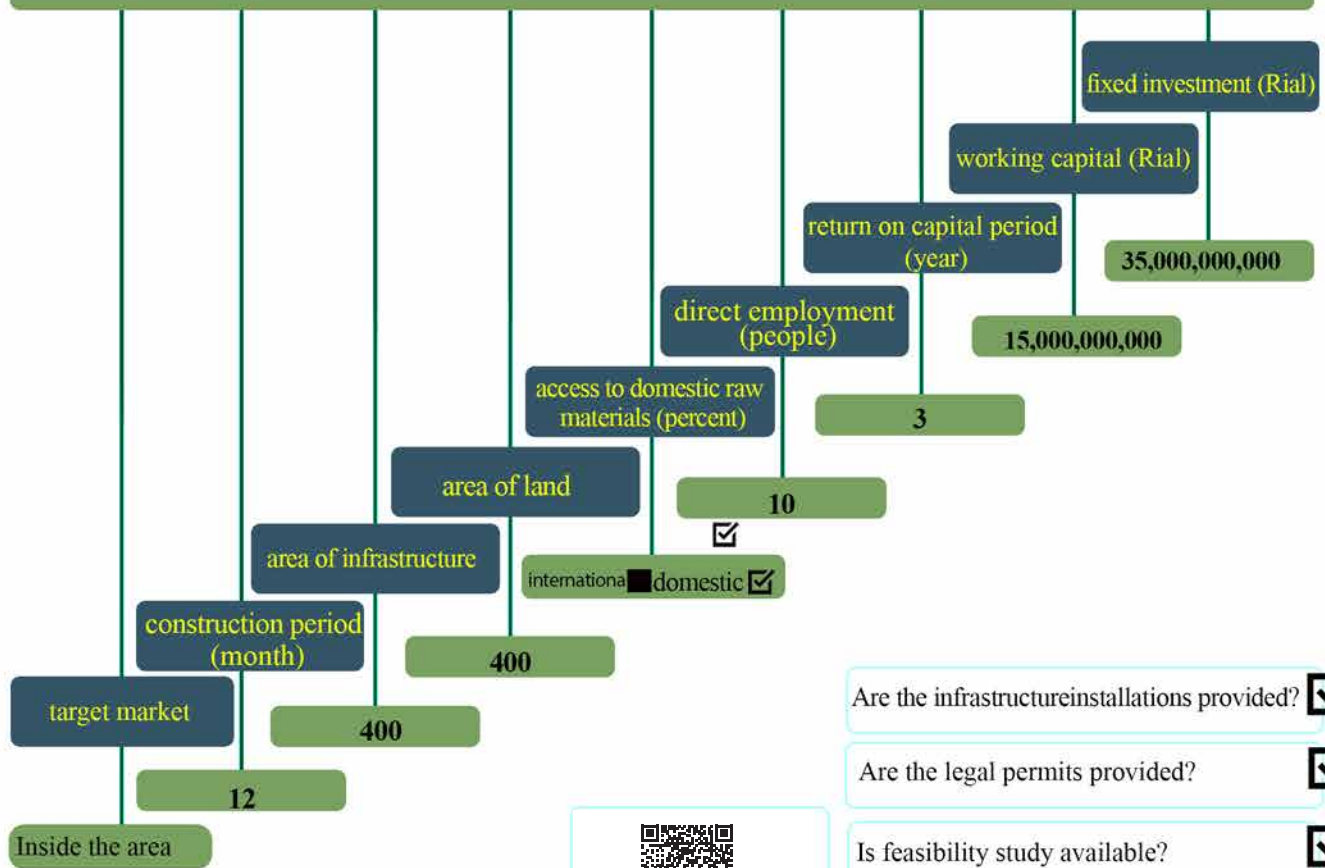 fixed investment (Rial)
35,000,000,000
working capital (Rial)
15,000,000,000
return on capital period
(year)
3
direct employment
(people)
10
access to domestic raw
materials (percent)
internationa domestic
area of land
400
area of infrastructure
400
construction period
(month)
12
target market
Inside the area
Are the infrastructureinstallations provided?
Are the legal permits provided?
Is feasibility study available?